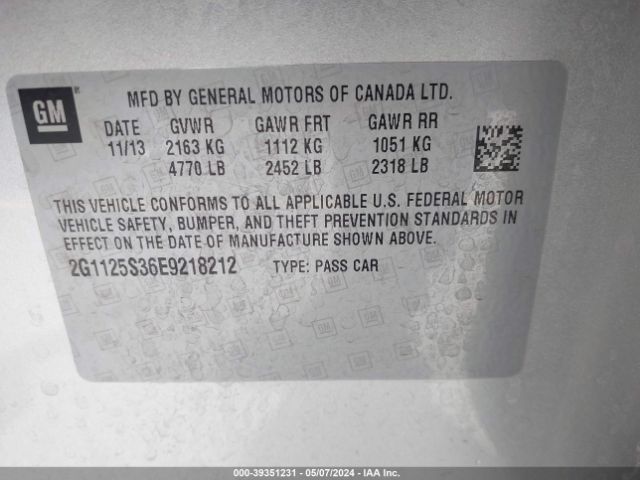 GM
MFD BY GENERAL MOTORS OF CANADA LTD.
DATE GVWR GAWR FRT GAWR RR
11/13 2163 KG 1112 KG 1051 KG
4770 LB 2452 LB 2318 LB
THIS VEHICLE CONFORMS TO ALL APPLICABLE U.S. FEDERAL MOTOR
VEHICLE SAFETY, BUMPER, AND THEFT PREVENTION STANDARDS IN
EFFECT ON THE DATE OF MANUFACTURE SHOWN ABOVE.
2G1125S36E9218212 TYPE: PASS CAR
000-39351231 - 05/07/2024 - IAA Inc.